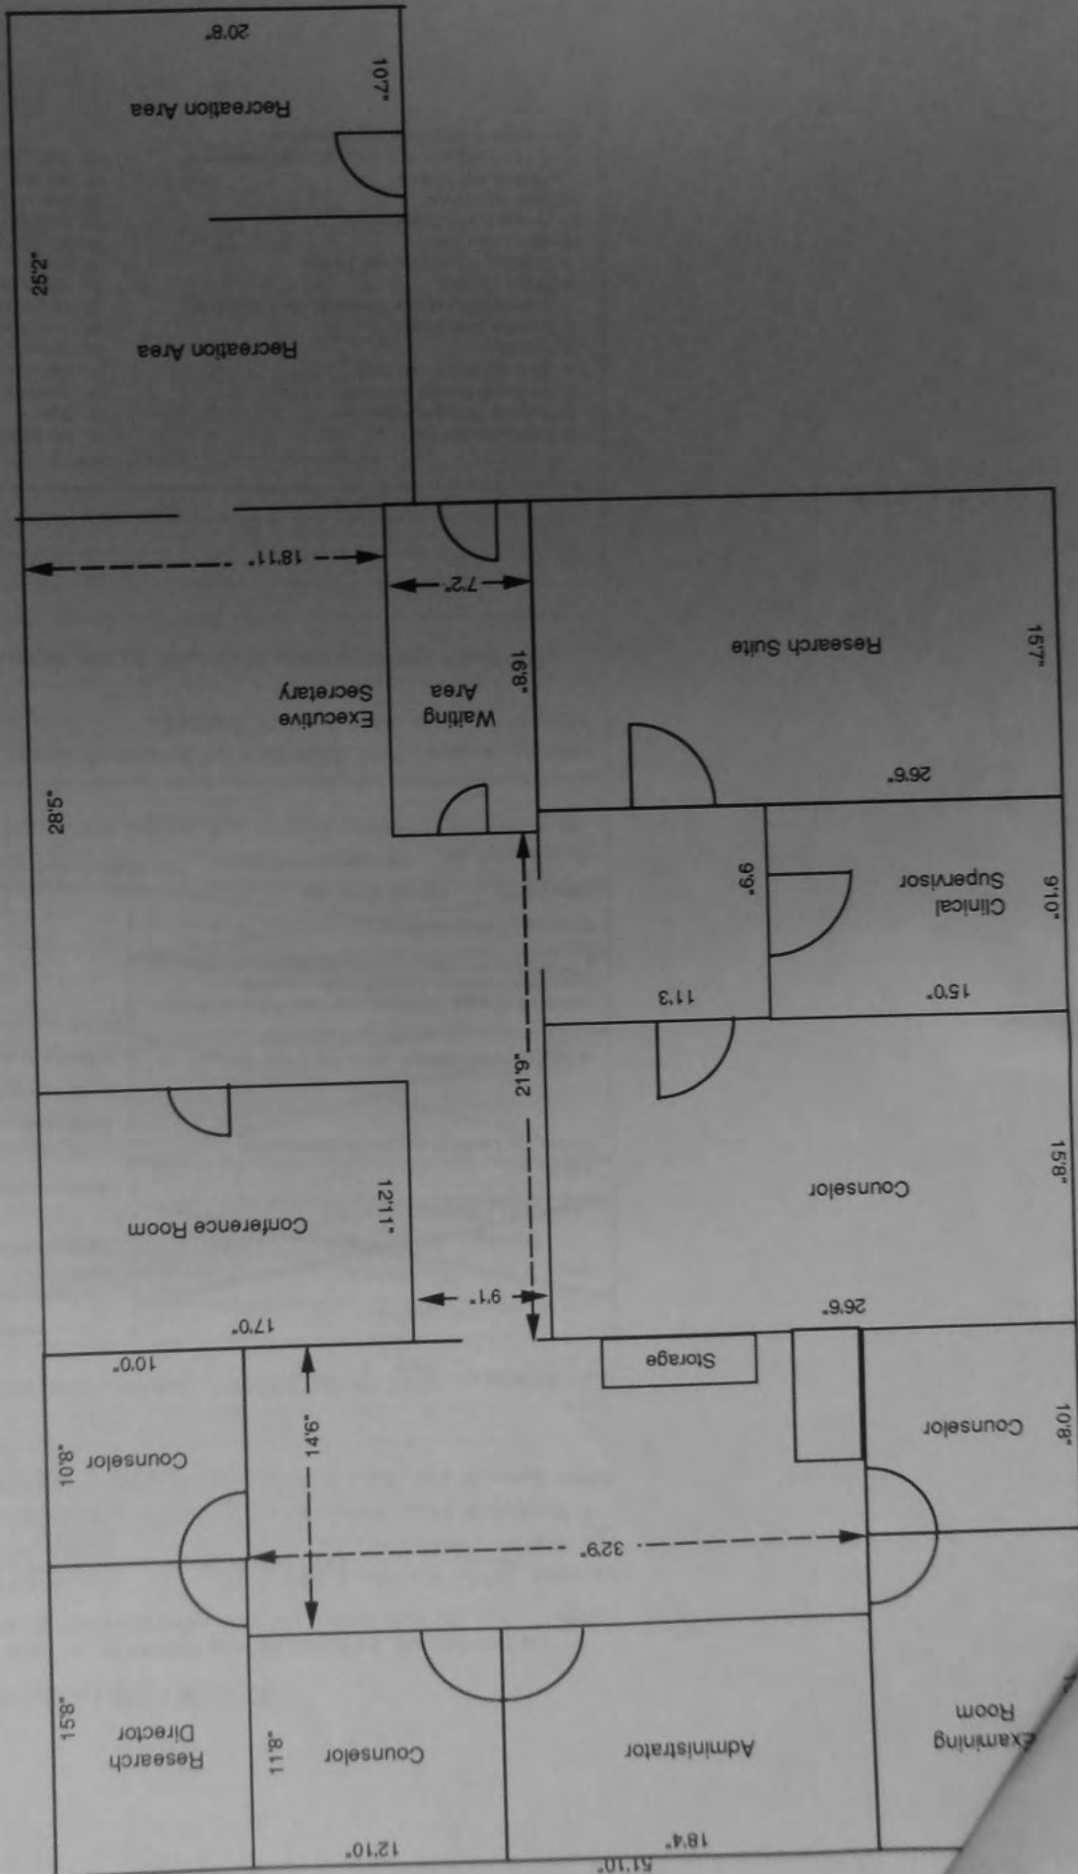 51'10"
18'4"
12'10"
Examining
Room
Administrator
Counselor
11'8"
Research
Director
15'8"
32'9"
14'6"
10'8"
Counselor
Storage
Counselor
10'8"
10'0"
26'6"
9'1"
17'0"
15'8"
Counselor
Conference Room
12'11"
21'9"
15'0"
11'3
9'10"
Clinical
Supervisor
9'9"
28'5"
26'6"
15'7"
Research Suite
16'8"
Waiting
Area
Executive
Secretary
7'2"
18'11"
Recreation Area
25'2"
Recreation Area
10'7"
20'8"